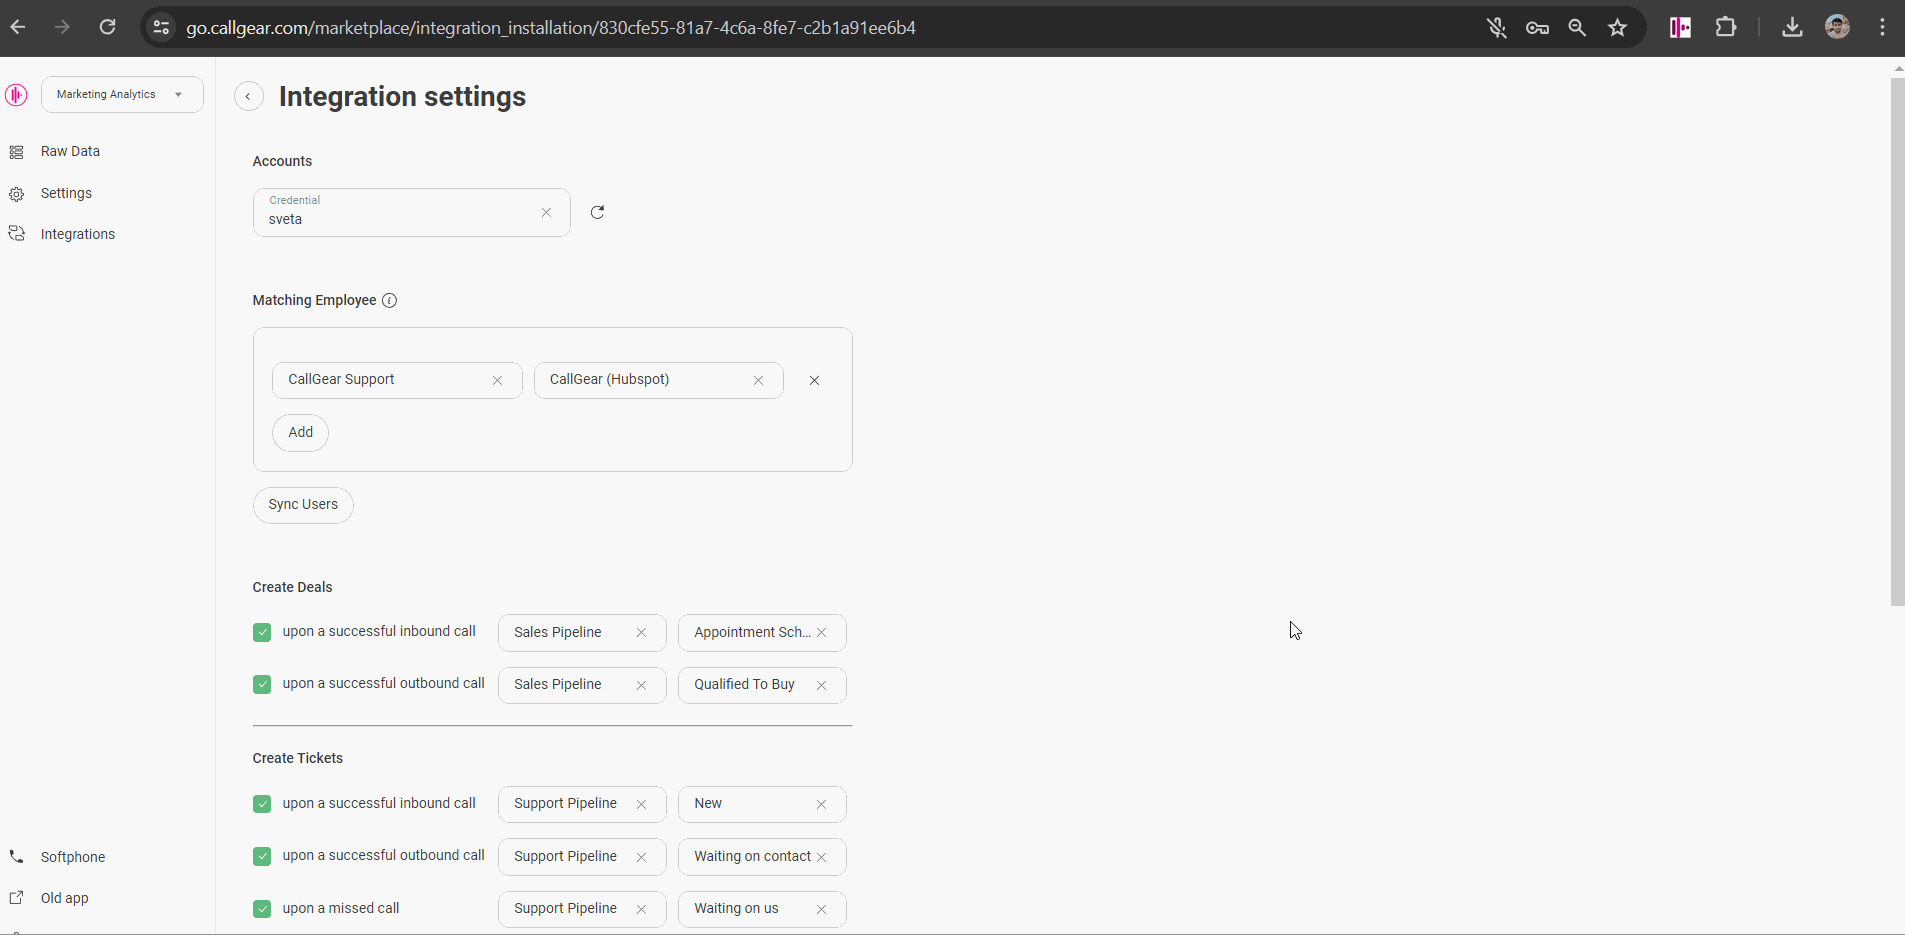 go.callgear.com/marketplace/integration_installation/830cfe55-81a7-4c6a-8fe7-c2b1a91ee6b4
Marketing Analytics
Raw Data
Settings
Integrations
Integration settings
Accounts
Credential
sveta
Matching Employee
CallGear Support CallGear (Hubspot)
Add
Sync Users
Create Deals
upon a successful inbound call Sales Pipeline Appointment Sch...
upon a successful outbound call Sales Pipeline Qualified To Buy
Create Tickets
upon a successful inbound call Support Pipeline New
upon a successful outbound call Support Pipeline Waiting on contact
upon a missed call Support Pipeline Waiting on us
Softphone
Old app